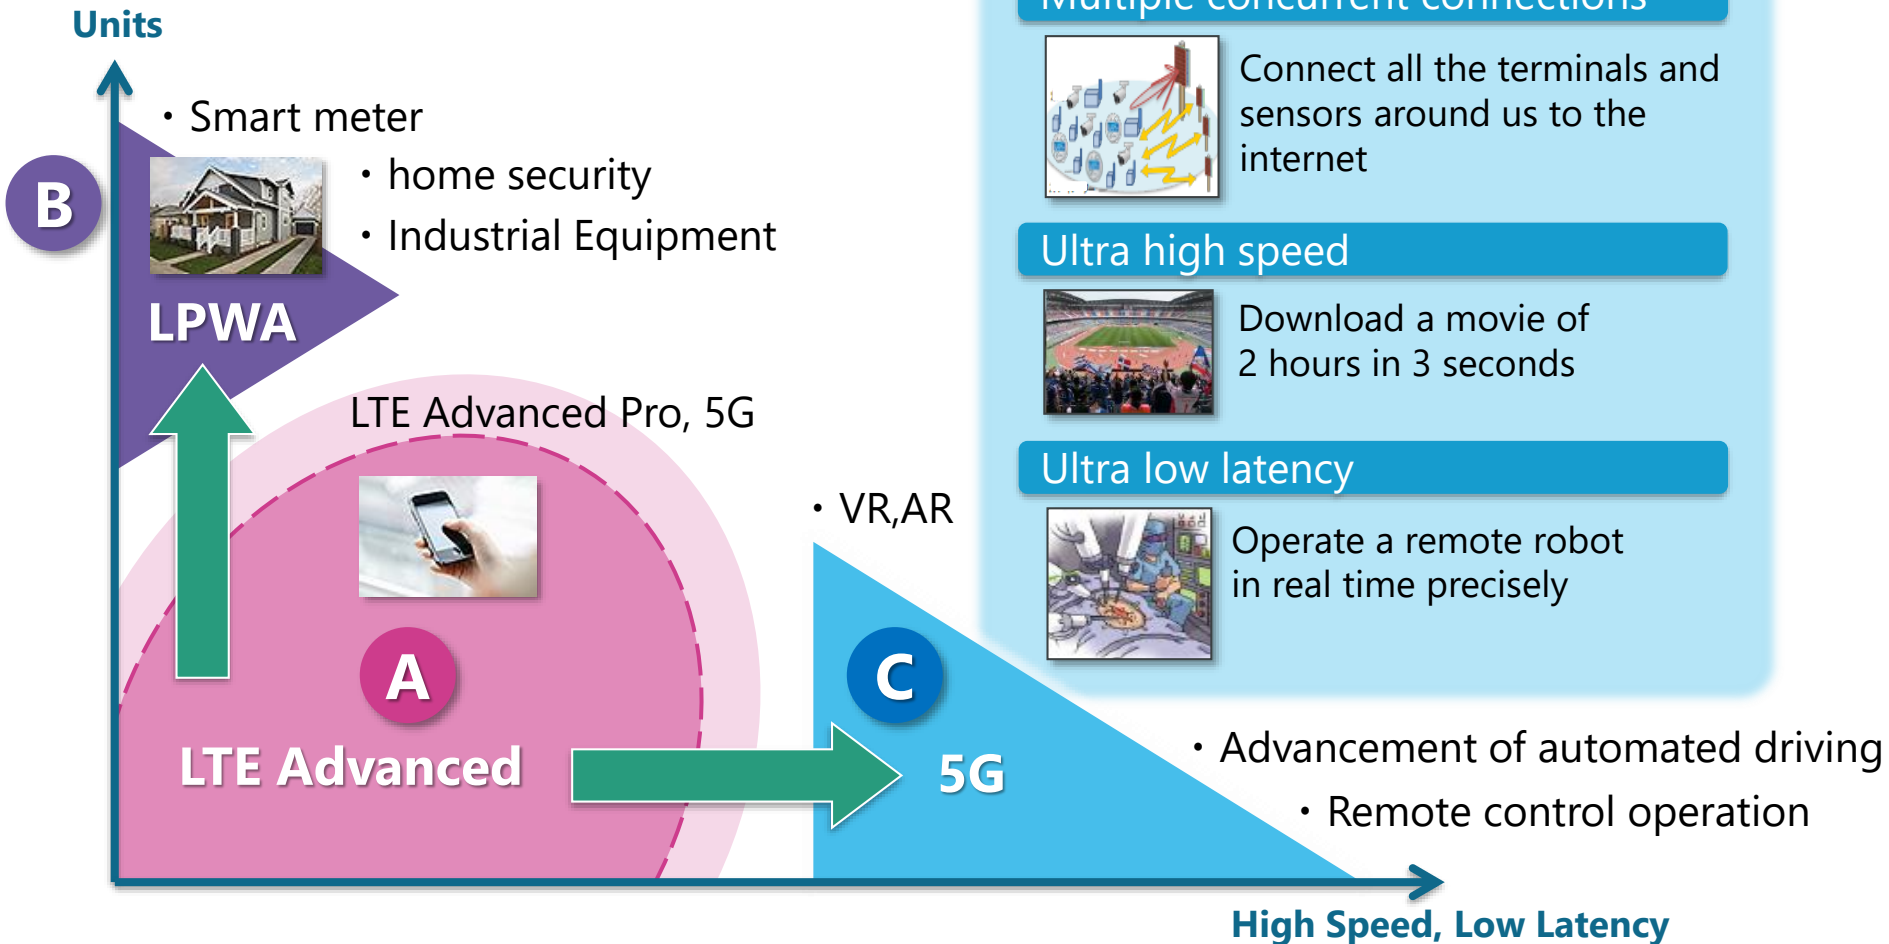 Units
・Smart meter
・home security
・Industrial Equipment
B
LPWA
LTE Advanced Pro, 5G
A
LTE Advanced
・VR,AR
C
5G
・Advancement of automated driving
・Remote control operation
High Speed, Low Latency
Multiple concurrent connections
Connect all the terminals and
sensors around us to the
internet
Ultra high speed
Download a movie of
2 hours in 3 seconds
Ultra low latency
Operate a remote robot
in real time precisely